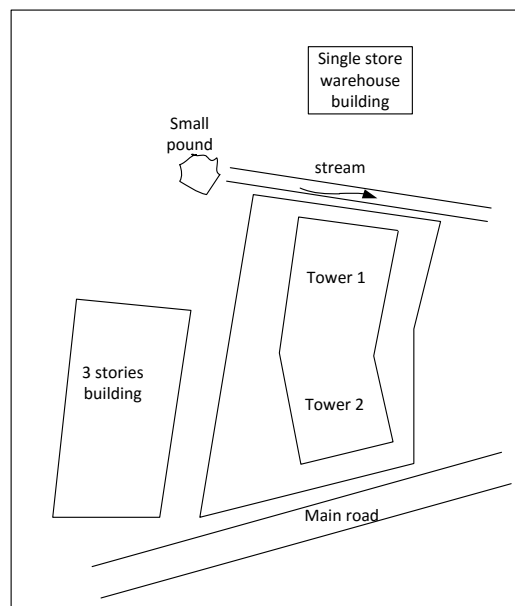 Single store
warehouse
building
Small
pound
stream
Tower 1
3 stories
building
Tower 2
Main road